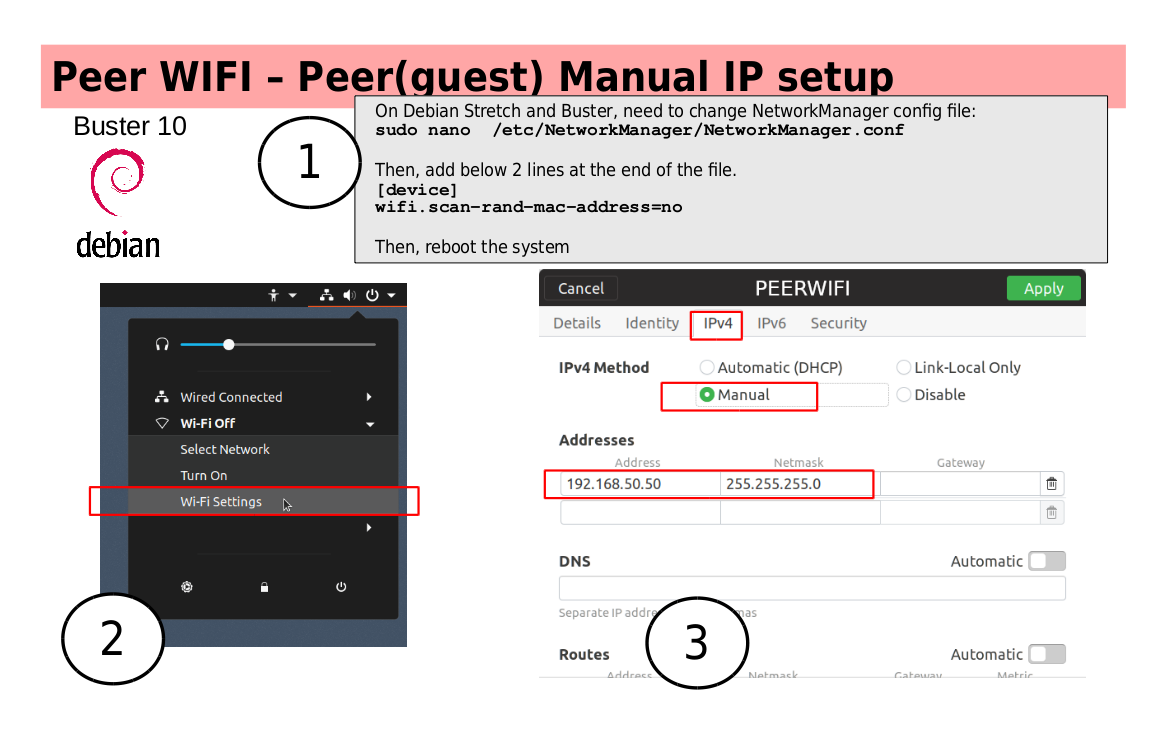 Peer WIFI – Peer(guest) Manual IP setup
Buster 10
debian
1
On Debian Stretch and Buster, need to change NetworkManager config file:
sudo nano  /etc/NetworkManager/NetworkManager.conf
Then, add below 2 lines at the end of the file.
[device]
wifi.scan-rand-mac-address=no
Then, reboot the system
Wired Connected
Wi-Fi Off
Select Network
Turn On
Wi-Fi Settings
2
Cancel PEERWIFI Apply
Details Identity IPv4 IPv6 Security
IPv4 Method Automatic (DHCP) Link-Local Only
Manual Disable
Addresses
Address Netmask Gateway
192.168.50.50 255.255.255.0
DNS Automatic
Separate IP
3
Routes Automatic
Address Netmask Gateway Metric